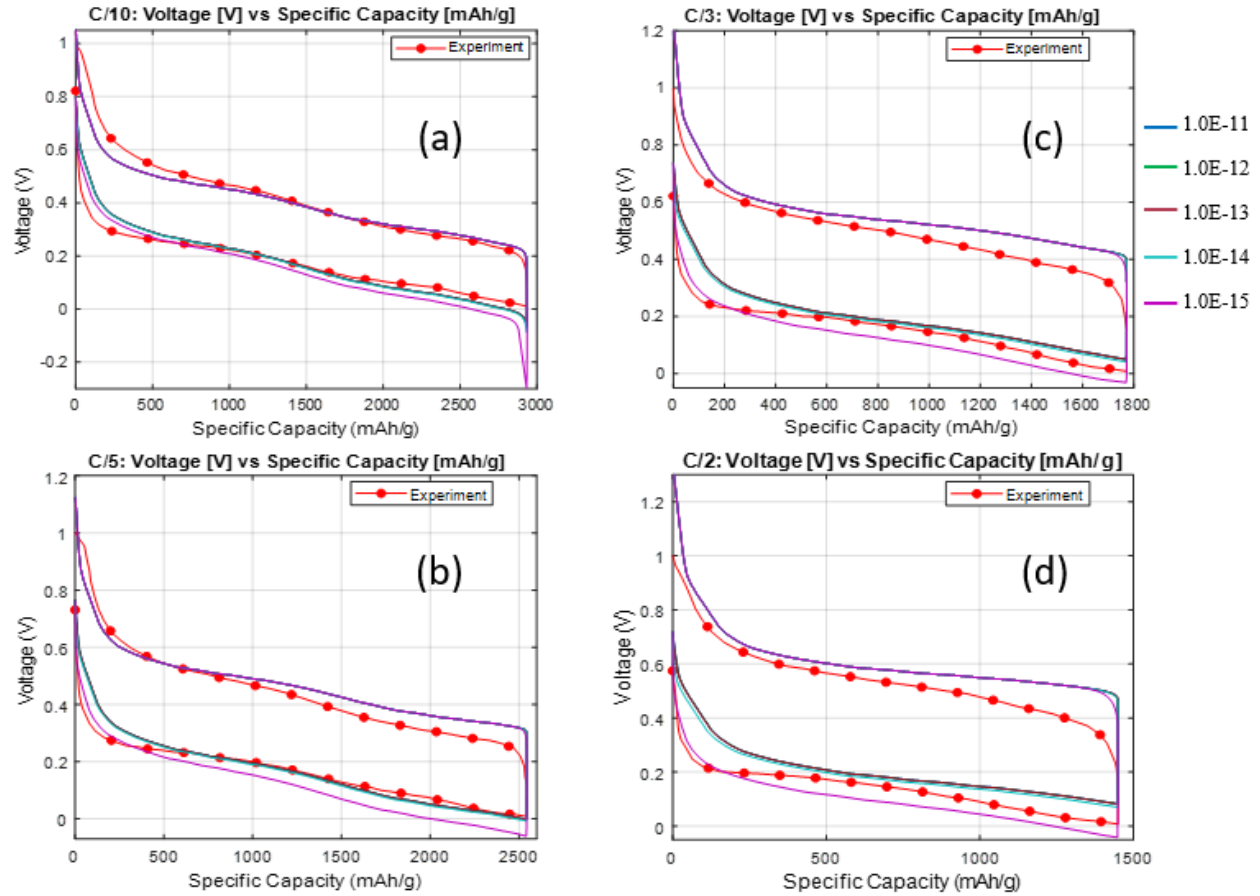 C/10: Voltage [V] vs Specific Capacity [mAh/g]
1
0.8
0.6
0.4
0.2
0
-0.2
Voltage (V)
Experiment
(a)
0 500 1000 1500 2000 2500 3000
Specific Capacity (mAh/g)
C/3: Voltage [V] vs Specific Capacity [mAh/g]
1.2
1
0.8
0.6
0.4
0.2
0
Voltage (V)
Experiment
(c)
0 200 400 600 800 1000 1200 1400 1600 1800
Specific Capacity (mAh/g)
1.0E-11
1.0E-12
1.0E-13
1.0E-14
1.0E-15
C/5: Voltage [V] vs Specific Capacity [mAh/g]
1.2
1
0.8
0.6
0.4
0.2
0
Voltage (V)
Experiment
(b)
0 500 1000 1500 2000 2500
Specific Capacity (mAh/g)
C/2: Voltage [V] vs Specific Capacity [mAh/g]
1.2
1
0.8
0.6
0.4
0.2
0
Voltage (V)
Experiment
(d)
0 500 1000 1500
Specific Capacity (mAh/g)